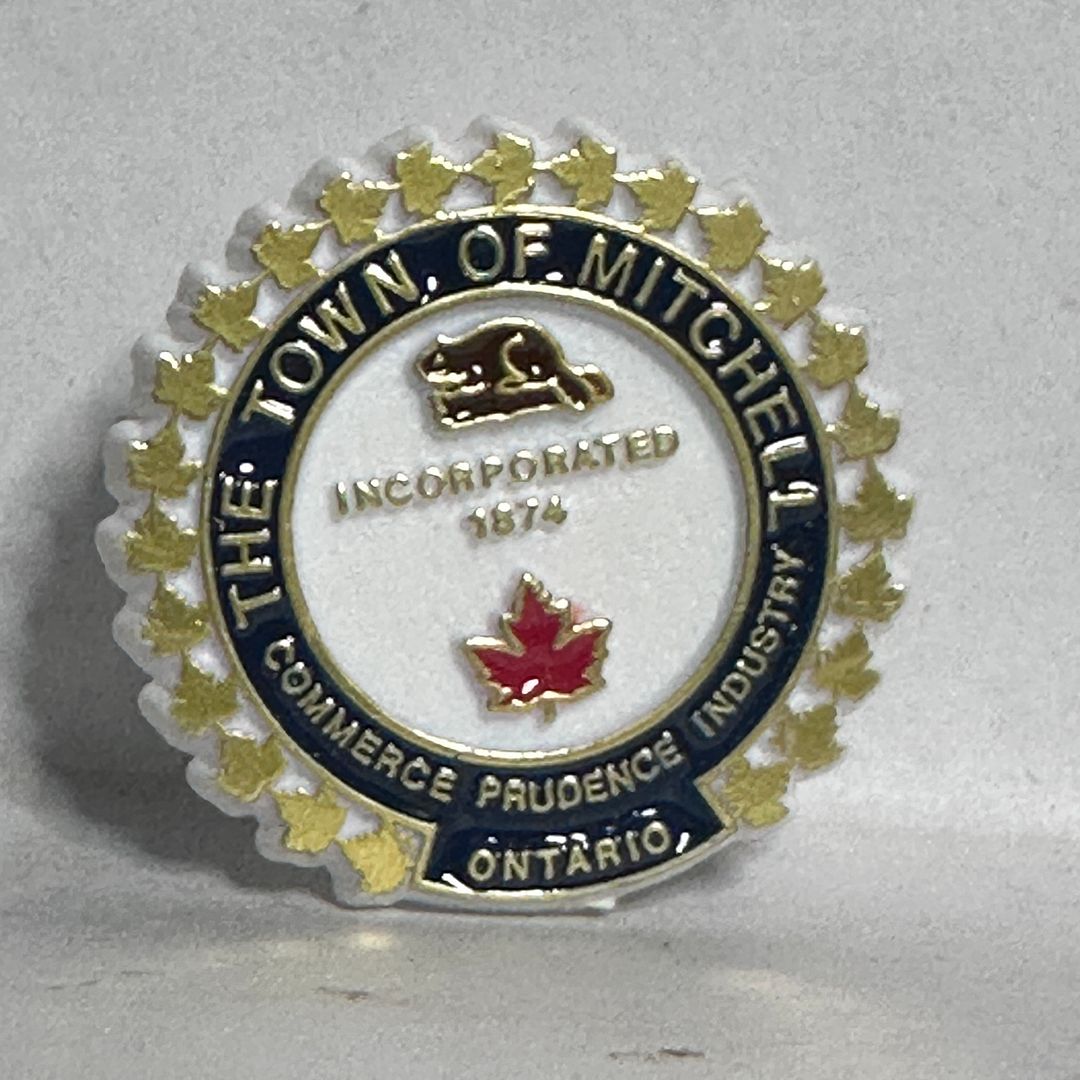 THE TOWN OF MITCHELL
INCORPORATED
1874
COMMERCE PRUDENCE INDUSTRY
ONTARIO